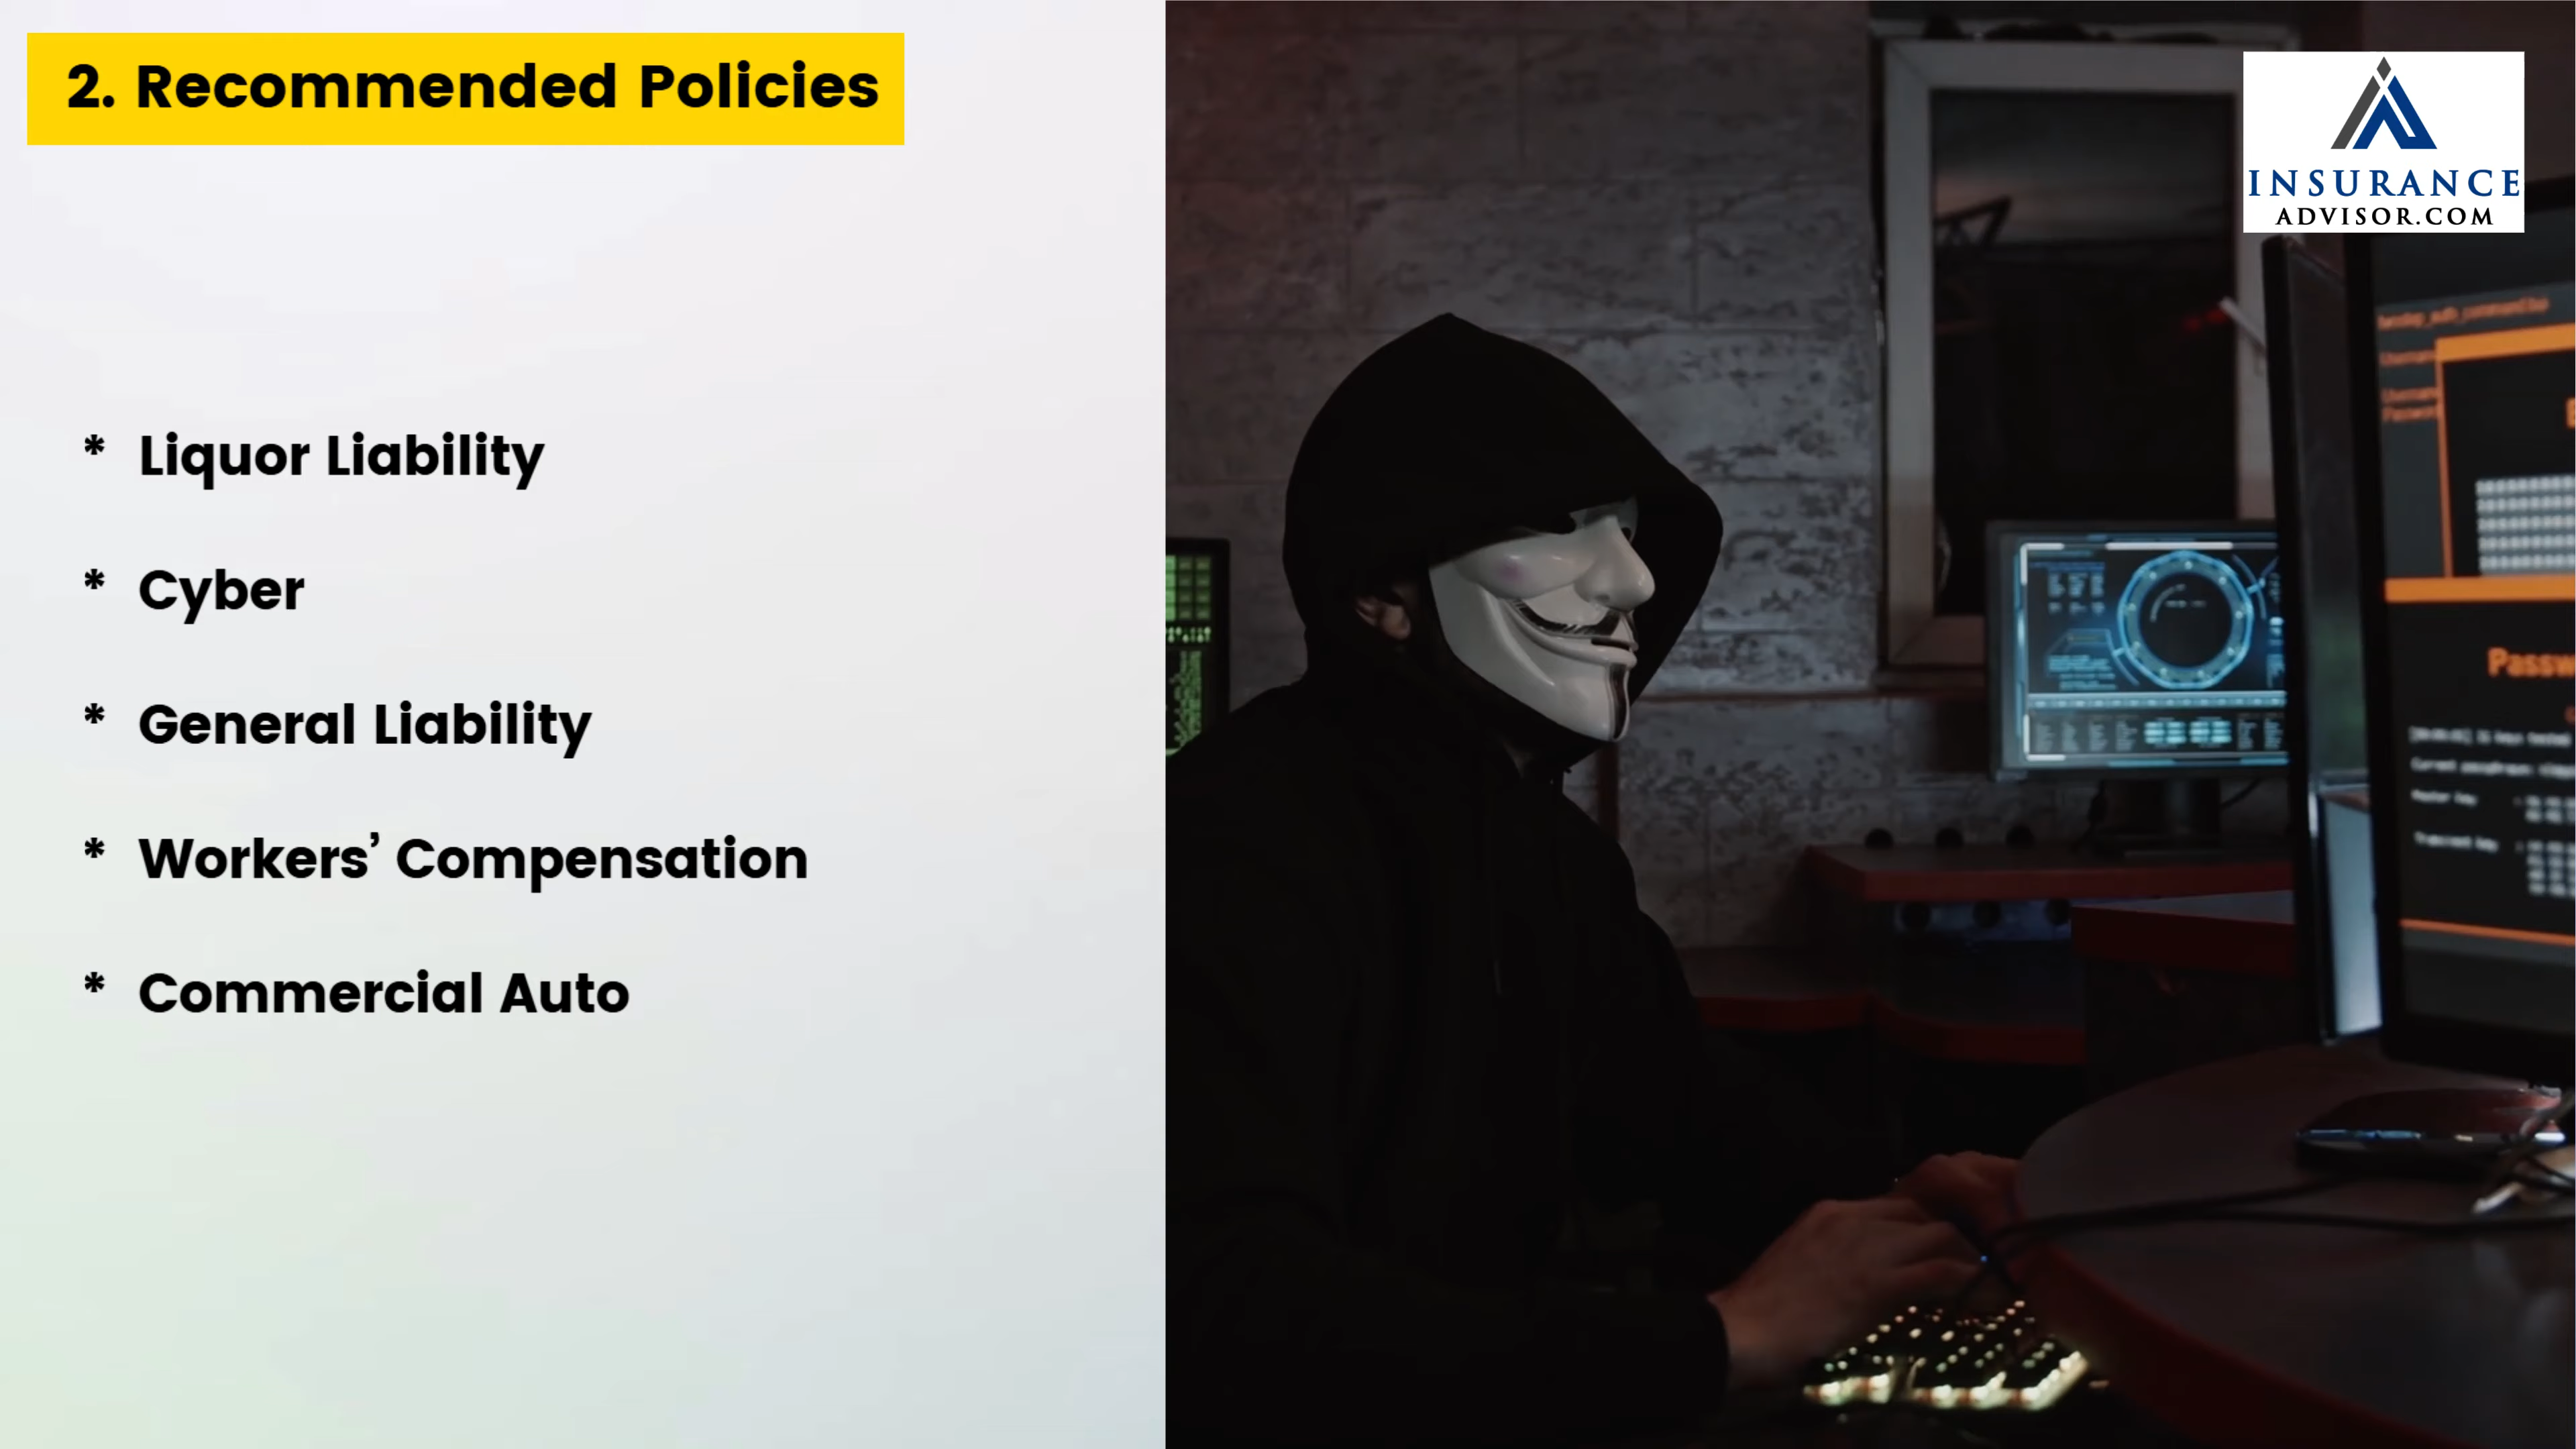 2. Recommended Policies
* Liquor Liability
* Cyber
* General Liability
* Workers’ Compensation
* Commercial Auto
INSURANCE
ADVISOR.COM